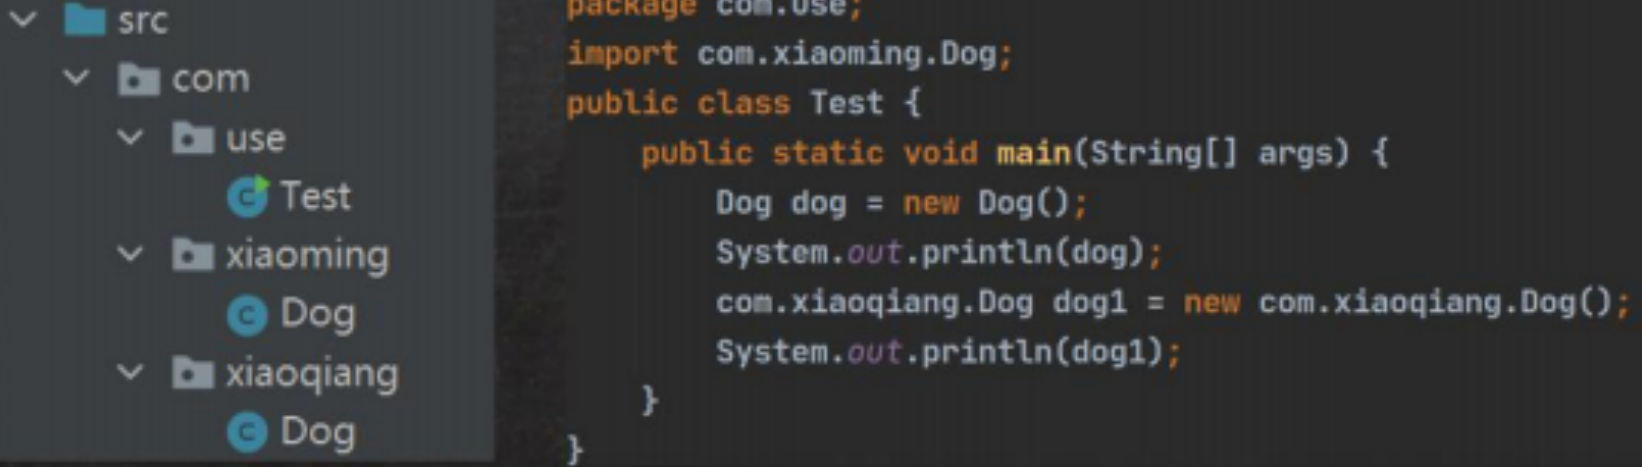 src
com
use
Test
xiaoming
Dog
xiaoqiang
Dog
package com.use;
import com.xiaoming.Dog;
public class Test {
public static void main(String[] args) {
Dog dog = new Dog();
System.out.println(dog);
com.xiaoqiang.Dog dog1 = new com.xiaoqiang.Dog();
System.out.println(dog1);
}
}